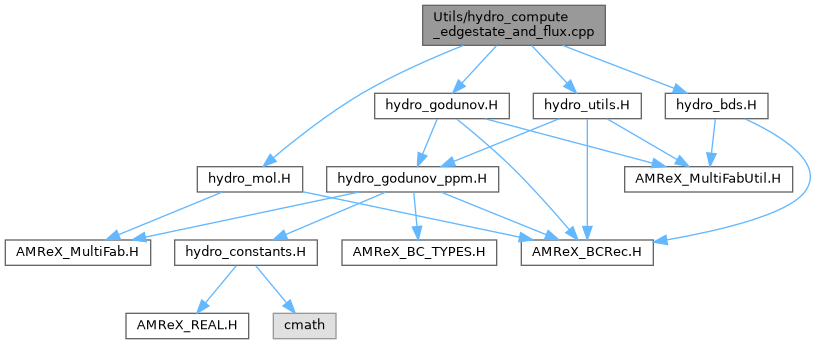 Utils/hydro_compute
_edgestate_and_flux.cpp
hydro_godunov.H
hydro_utils.H
hydro_bds.H
hydro_mol.H
hydro_godunov_ppm.H
AMReX_MultiFabUtil.H
AMReX_MultiFab.H
hydro_constants.H
AMReX_BC_TYPES.H
AMReX_BCRec.H
AMReX_REAL.H
cmath